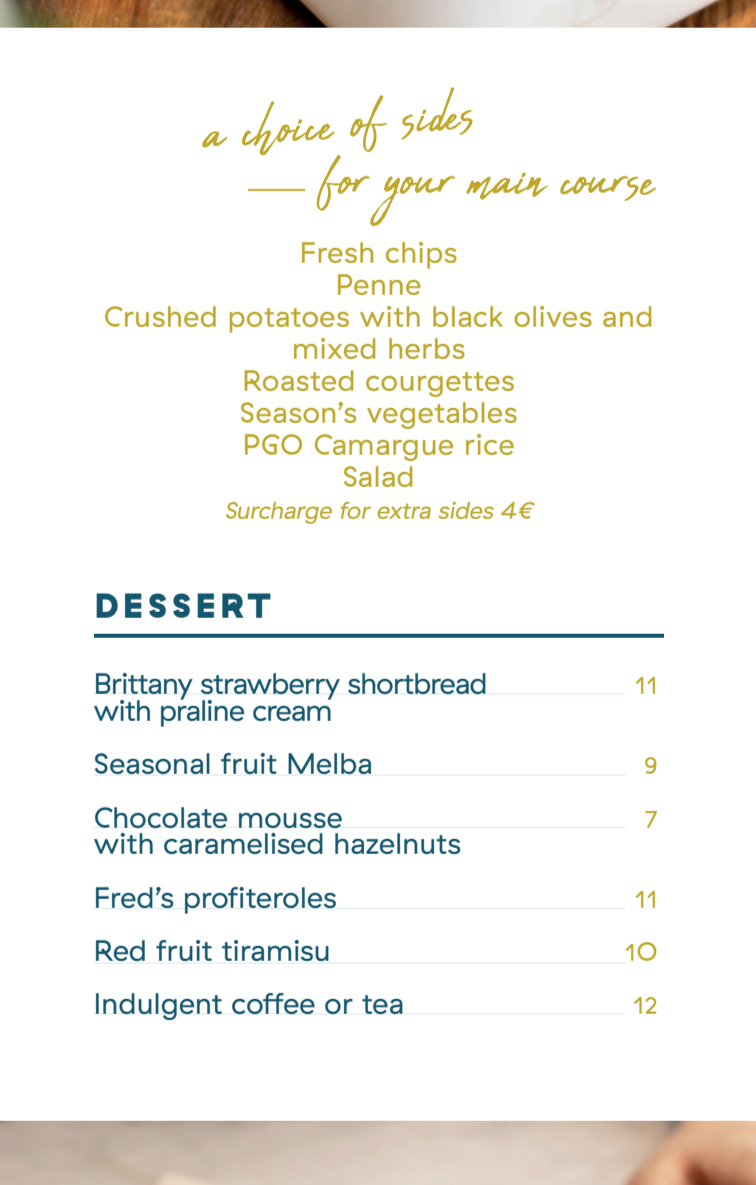 a choice of sides
for your main course
Fresh chips
Penne
Crushed potatoes with black olives and
mixed herbs
Roasted courgettes
Season's vegetables
PGO Camargue rice
Salad
Surcharge for extra sides 4€
DESSERT
Brittany strawberry shortbread 11
with praline cream
Seasonal fruit Melba 9
Chocolate mousse 7
with caramelised hazelnuts
Fred's profiteroles 11
Red fruit tiramisu 10
Indulgent coffee or tea 12